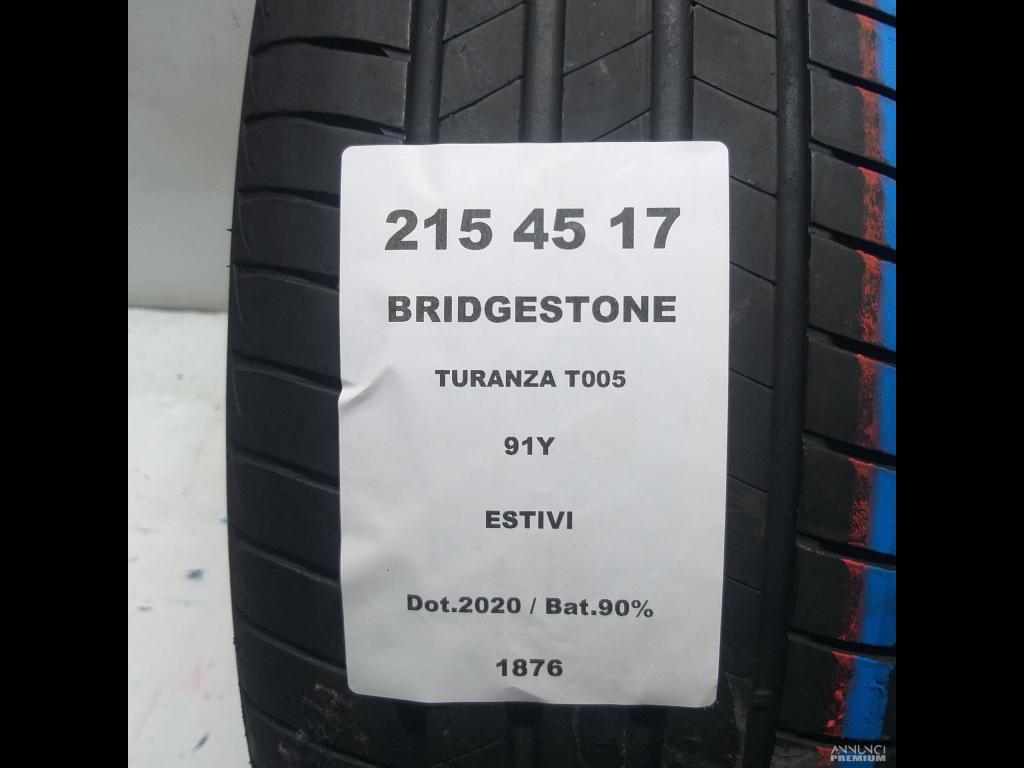 215 45 17
BRIDGESTONE
TURANZA T005
91Y
ESTIVI
Dot.2020 / Bat.90%
1876
ANNUNCI
PREMIUM